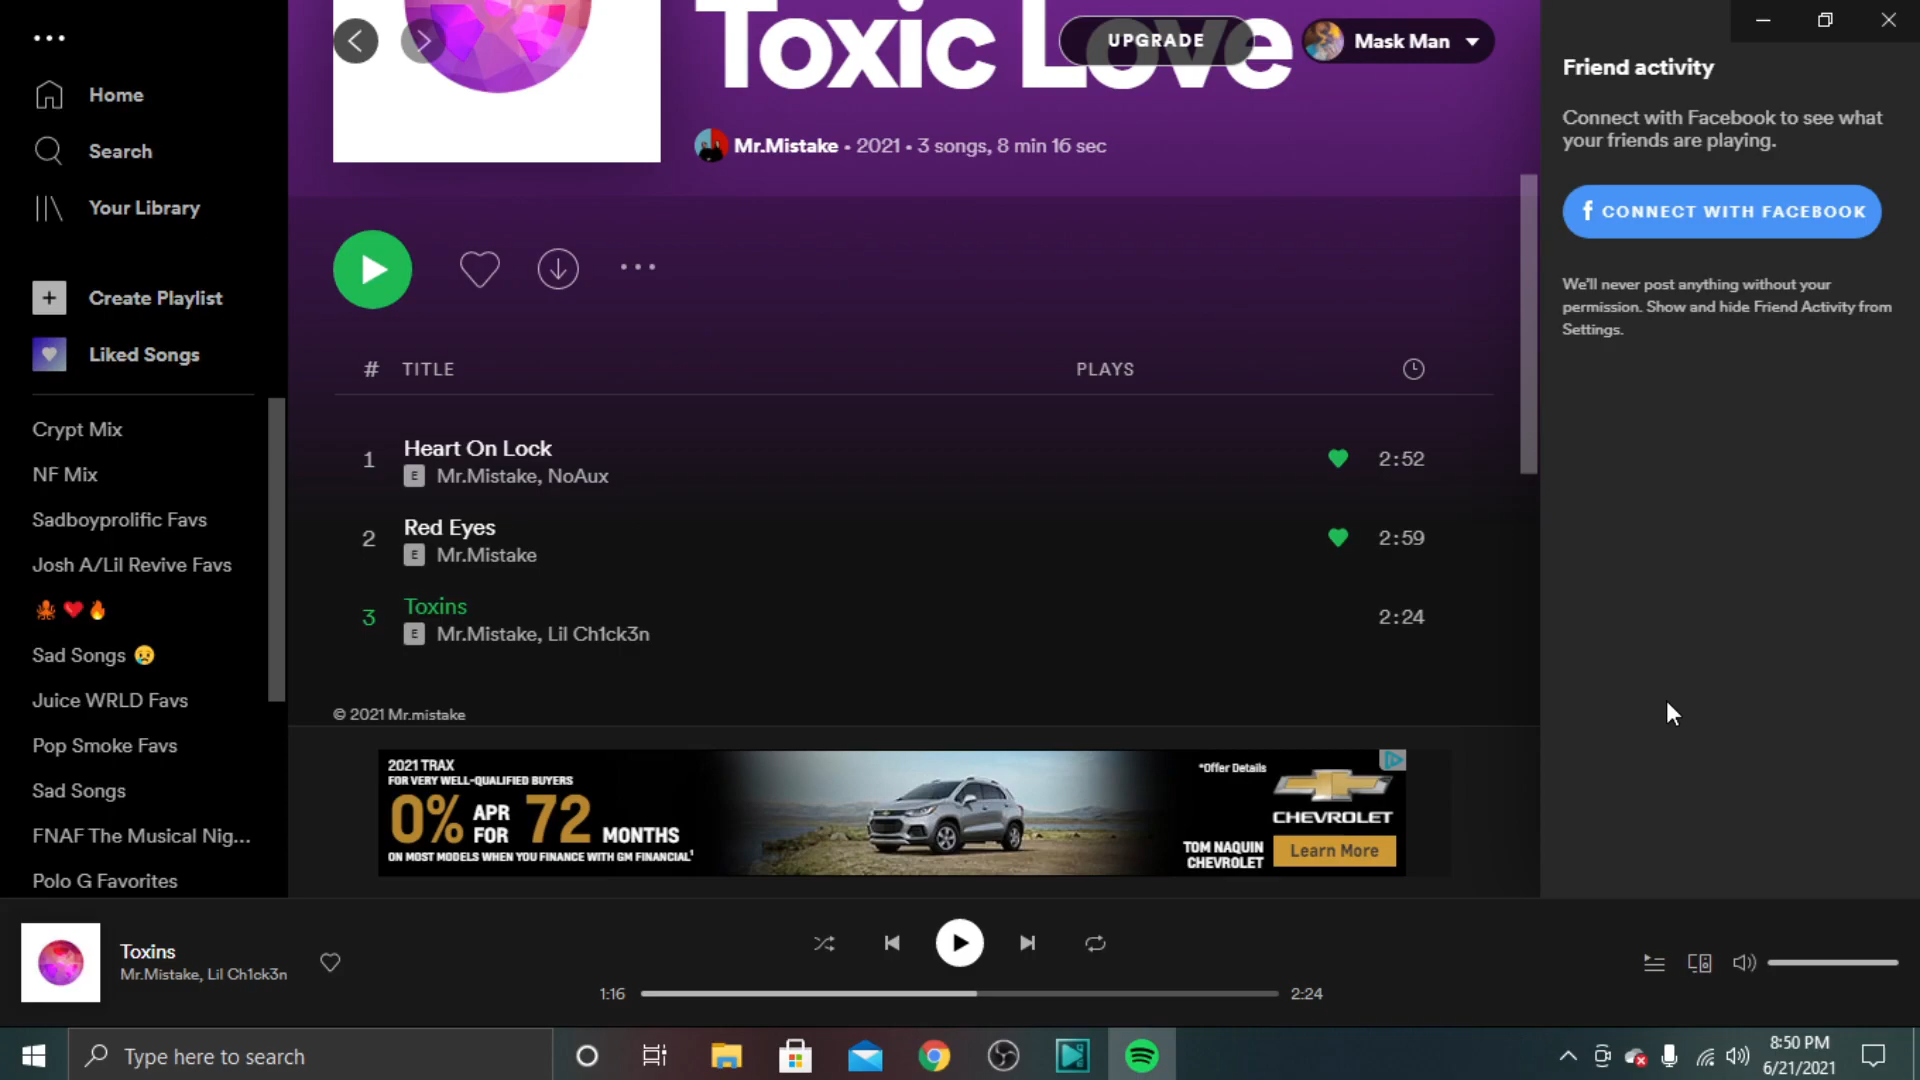 Toxic Love
UPGRADE
Mask Man
Friend activity
Connect with Facebook to see what
your friends are playing.
f CONNECT WITH FACEBOOK
We'll never post anything without your
permission. Show and hide Friend Activity from
Settings.
Home
Search
Your Library
Create Playlist
Liked Songs
Crypt Mix
NF Mix
Sadboyprolific Favs
Josh A/Lil Revive Favs
🐙❤️🔥
Sad Songs 😥
Juice WRLD Favs
Pop Smoke Favs
Sad Songs
FNAF The Musical Nig...
Polo G Favorites
Mr.Mistake • 2021 • 3 songs, 8 min 16 sec
# TITLE PLAYS
1 Heart On Lock 2:52
E Mr.Mistake, NoAux
2 Red Eyes 2:59
E Mr.Mistake
3 Toxins 2:24
E Mr.Mistake, Lil Ch1ck3n
© 2021 Mr.mistake
2021 TRAX
FOR VERY WELL-QUALIFIED BUYERS
0% APR FOR 72 MONTHS
ON MOST MODELS WHEN YOU FINANCE WITH GM FINANCIAL¹
*Offer Details
CHEVROLET
TOM NAQUIN
CHEVROLET
Learn More
Toxins
Mr.Mistake, Lil Ch1ck3n
1:16
2:24
Type here to search
8:50 PM
6/21/2021